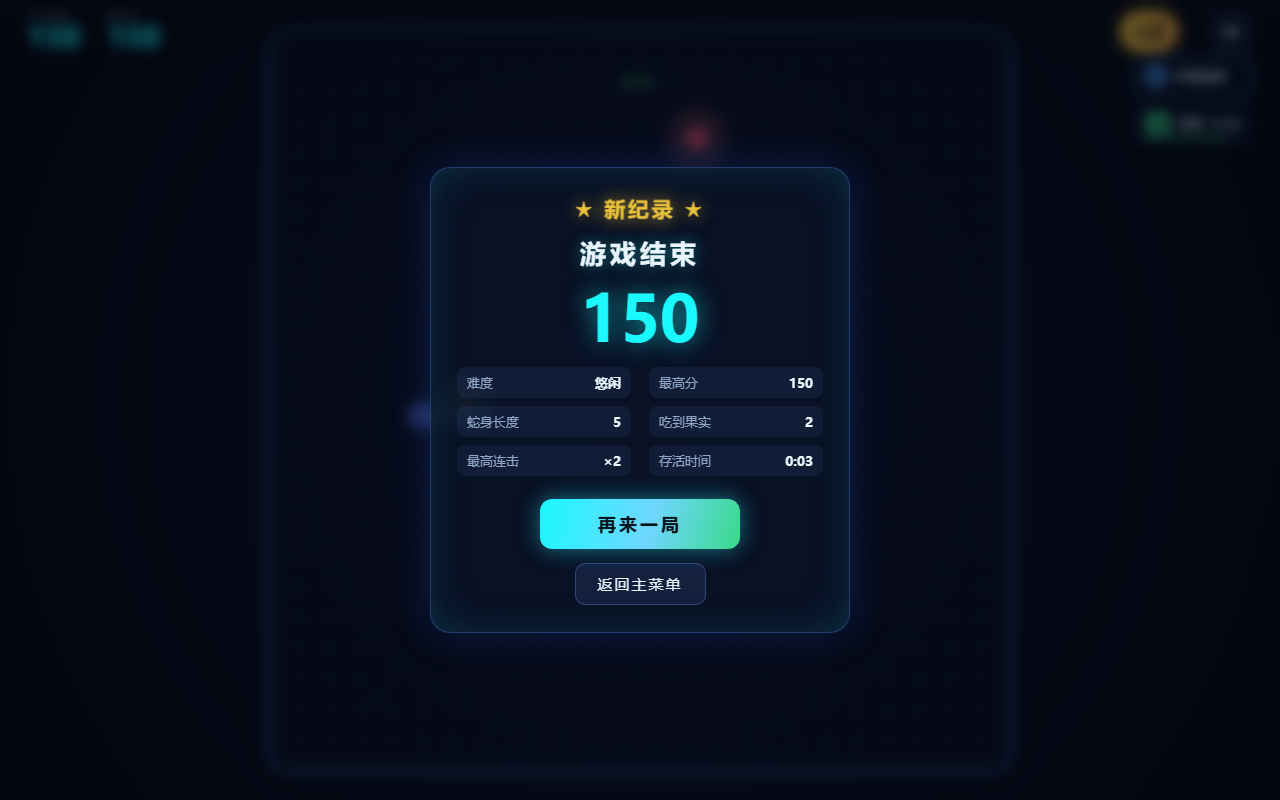 150 150
★ 新纪录 ★
游戏结束
150
难度 悠闲 最高分 150
蛇身长度 5 吃到果实 2
最高连击 ×2 存活时间 0:03
再来一局
返回主菜单